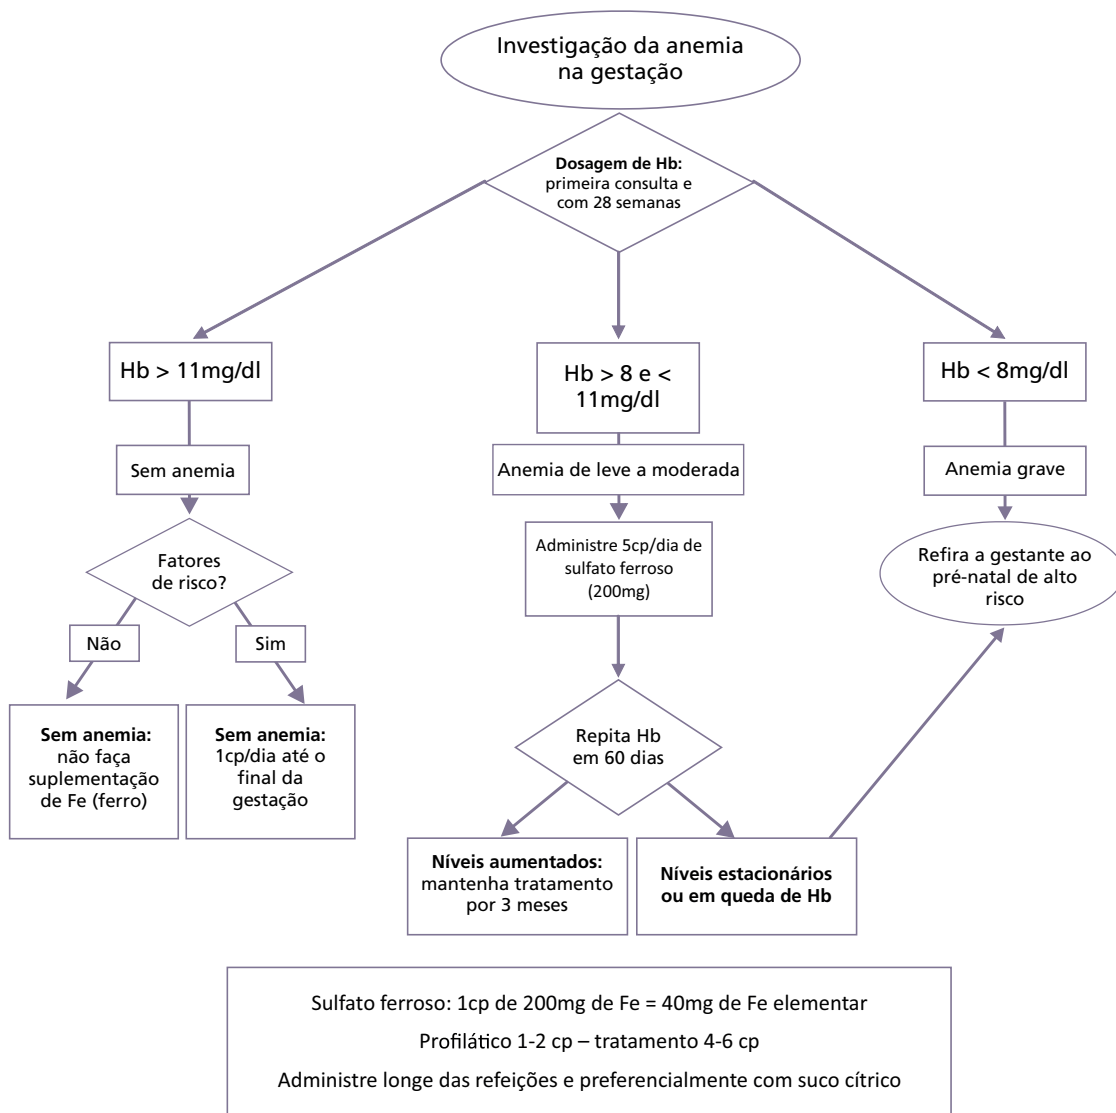 Investigação da anemia
na gestação
Dosagem de Hb:
primeira consulta e
com 28 semanas
Hb > 11mg/dl
Hb > 8 e <
11mg/dl
Hb < 8mg/dl
Sem anemia
Anemia de leve a moderada
Anemia grave
Fatores
de risco?
Administre 5cp/dia de
sulfato ferroso
(200mg)
Refira a gestante ao
pré-natal de alto
risco
Não
Sim
Sem anemia:
não faça
suplementação
de Fe (ferro)
Sem anemia:
1cp/dia até o
final da
gestação
Repita Hb
em 60 dias
Níveis aumentados:
mantenha tratamento
por 3 meses
Níveis estacionários
ou em queda de Hb
Sulfato ferroso: 1cp de 200mg de Fe = 40mg de Fe elementar
Profilático 1-2 cp – tratamento 4-6 cp
Administre longe das refeições e preferencialmente com suco cítrico